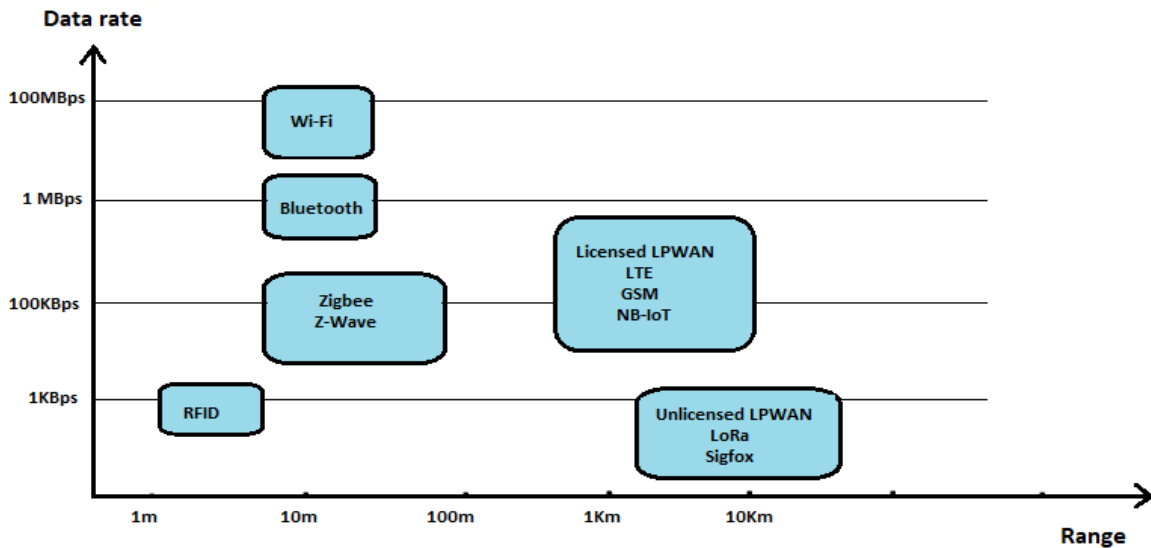 Data rate
100MBps
Wi-Fi
1 MBps
Bluetooth
Licensed LPWAN
LTE
GSM
NB-IoT
100KBps
Zigbee
Z-Wave
1KBps
RFID
Unlicensed LPWAN
LoRa
Sigfox
1m
10m
100m
1Km
10Km
Range